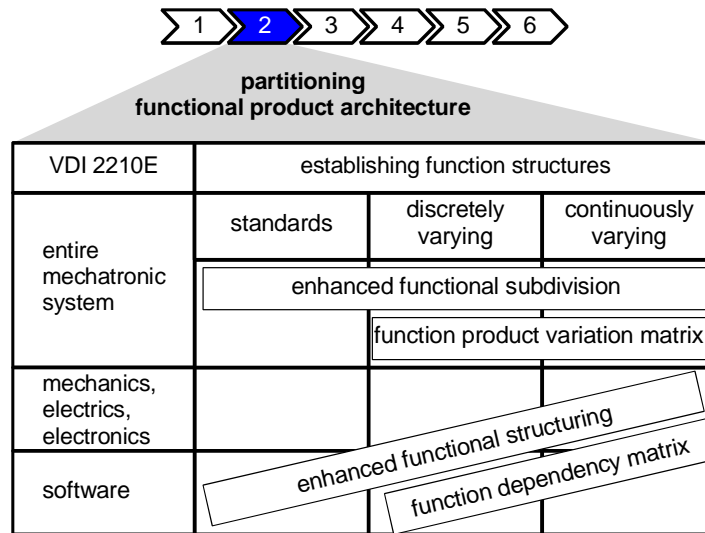 1 2 3 4 5 6
partitioning
functional product architecture
VDI 2210E
establishing function structures
entire
mechatronic
system
standards
discretely
varying
continuously
varying
enhanced functional subdivision
function product variation matrix
mechanics,
electrics,
electronics
software
enhanced functional structuring
function dependency matrix